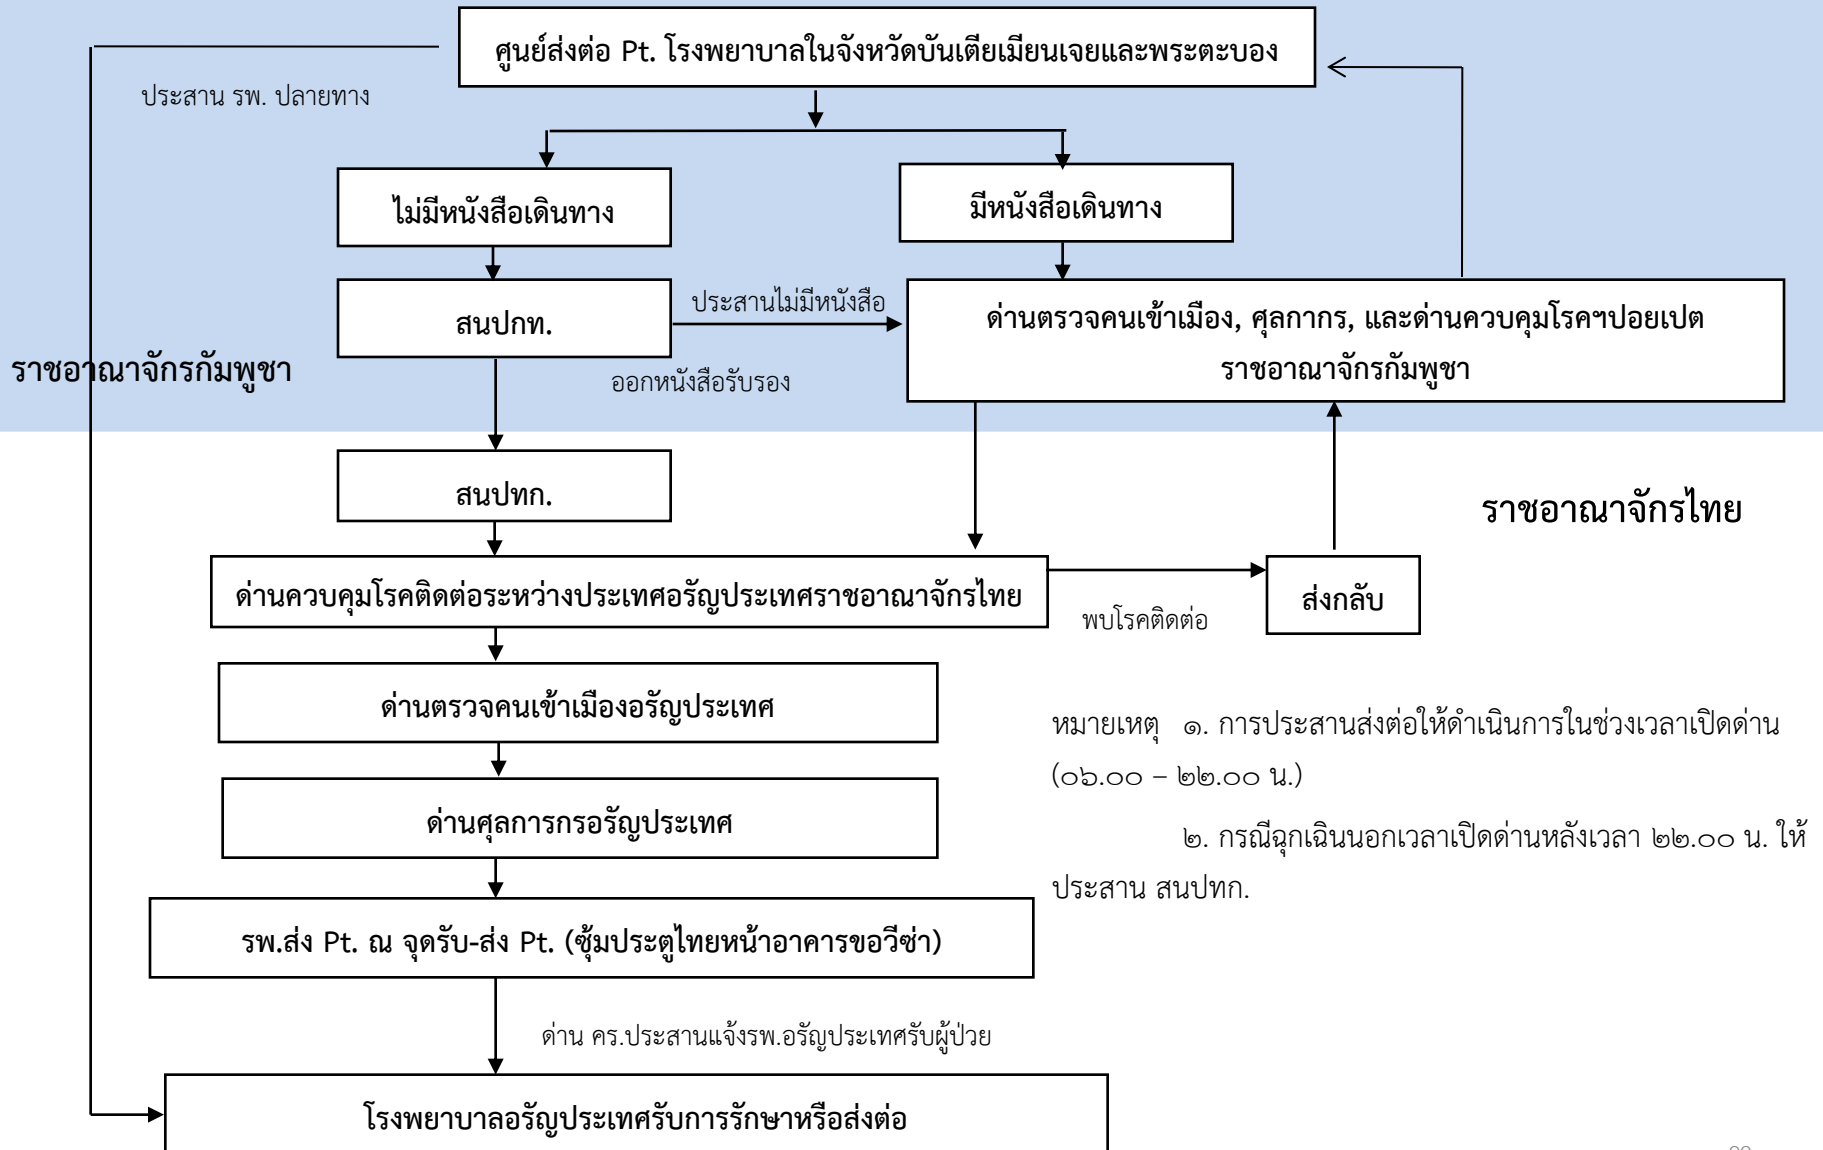 ศูนย์ส่งต่อ Pt. โรงพยาบาลในจังหวัดบันเตียเมียนเจยและพระตะบอง
ประสาน รพ. ปลายทาง
ไม่มีหนังสือเดินทาง
มีหนังสือเดินทาง
สนปกท.
ประสานไม่มีหนังสือ
ออกหนังสือรับรอง
ด่านตรวจคนเข้าเมือง, ศุลกากร, และด่านควบคุมโรคฯปอยเปต
ราชอาณาจักรกัมพูชา
ราชอาณาจักรกัมพูชา
สนปทก.
ราชอาณาจักรไทย
ด่านควบคุมโรคติดต่อระหว่างประเทศอรัญประเทศราชอาณาจักรไทย
พบโรคติดต่อ
ส่งกลับ
ด่านตรวจคนเข้าเมืองอรัญประเทศ
ด่านศุลการกรอรัญประเทศ
หมายเหตุ ๑. การประสานส่งต่อให้ดำเนินการในช่วงเวลาเปิดด่าน
(๐๖.๐๐ – ๒๒.๐๐ น.)
๒. กรณีฉุกเฉินนอกเวลาเปิดด่านหลังเวลา ๒๒.๐๐ น. ให้
ประสาน สนปทก.
รพ.ส่ง Pt. ณ จุดรับ-ส่ง Pt. (ซุ้มประตูไทยหน้าอาคารขอวีซ่า)
ด่าน คร.ประสานแจ้งรพ.อรัญประเทศรับผู้ป่วย
โรงพยาบาลอรัญประเทศรับการรักษาหรือส่งต่อ